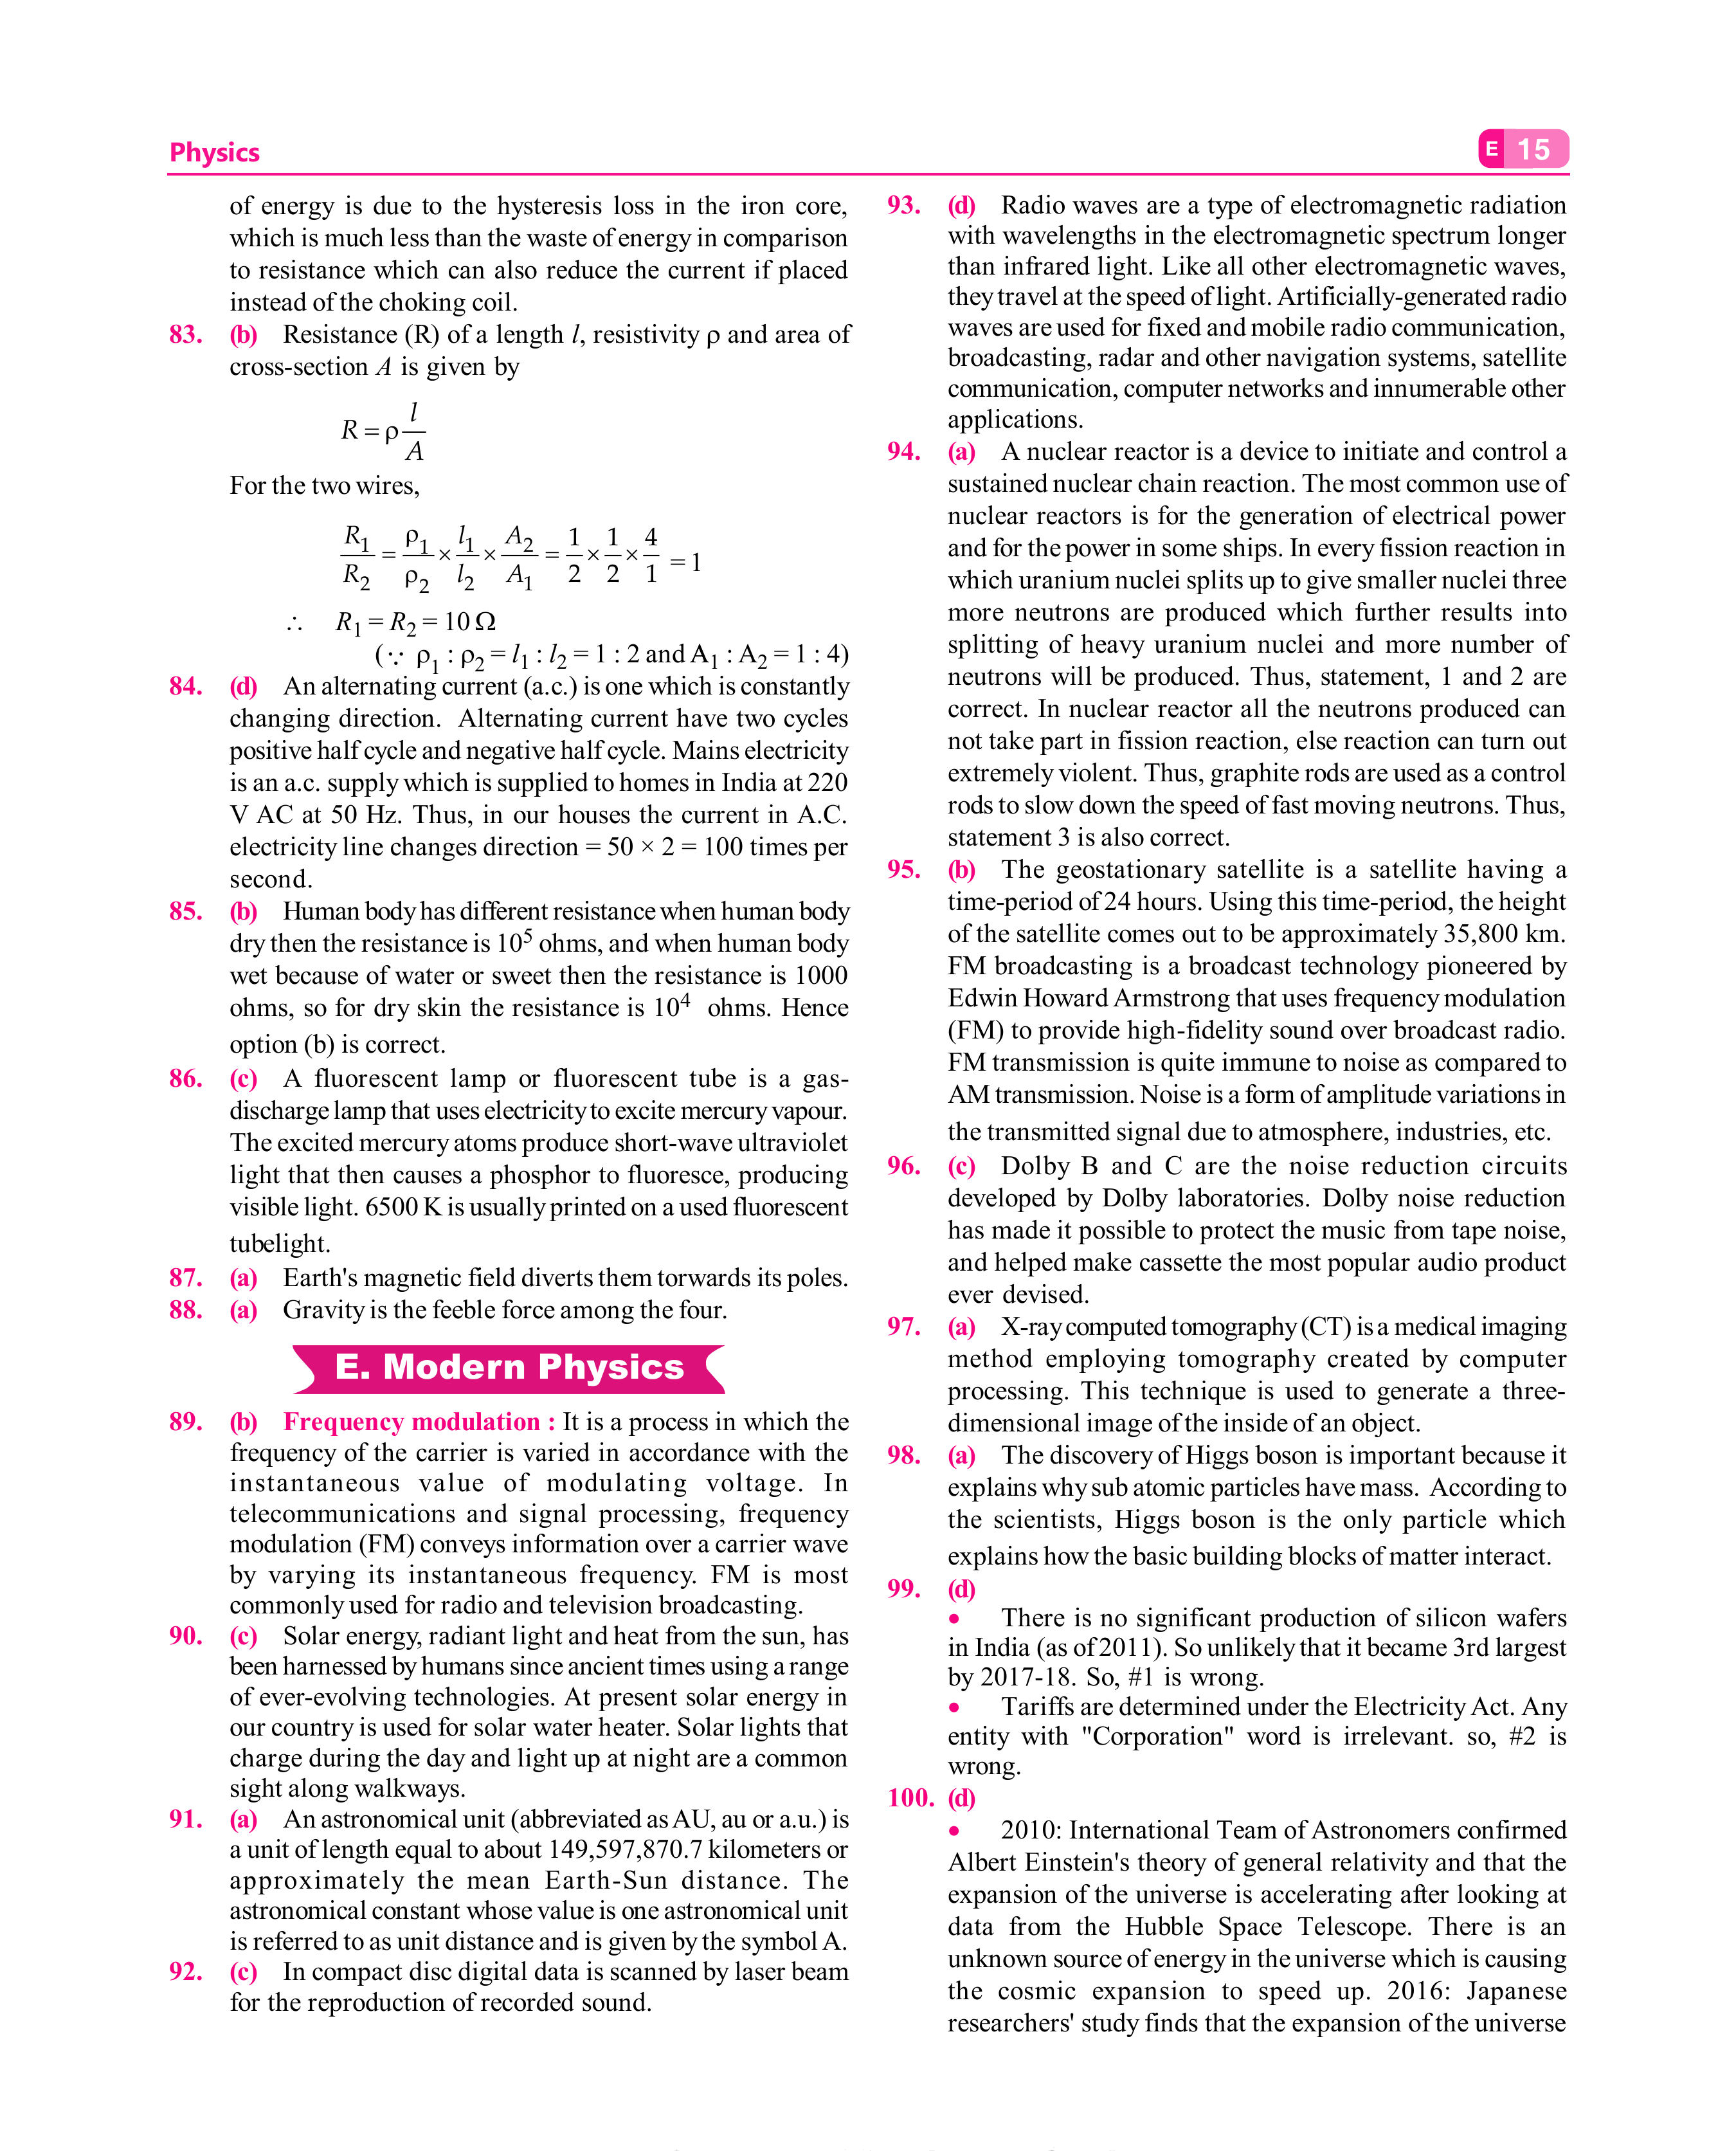 Physics
E 15
of energy is due to the hysteresis loss in the iron core,
which is much less than the waste of energy in comparison
to resistance which can also reduce the current if placed
instead of the choking coil.
83. (b) Resistance (R) of a length l, resistivity ρ and area of
cross-section A is given by
R = ρ l/A
For the two wires,
R₁/R₂ = ρ₁/ρ₂ × l₁/l₂ × A₂/A₁ = 1/2 × 1/2 × 4/1 = 1
∴ R₁ = R₂ = 10 Ω
(∵ ρ₁ : ρ₂ = l₁ : l₂ = 1 : 2 and A₁ : A₂ = 1 : 4)
84. (d) An alternating current (a.c.) is one which is constantly
changing direction. Alternating current have two cycles
positive half cycle and negative half cycle. Mains electricity
is an a.c. supply which is supplied to homes in India at 220
V AC at 50 Hz. Thus, in our houses the current in A.C.
electricity line changes direction = 50 × 2 = 100 times per
second.
85. (b) Human body has different resistance when human body
dry then the resistance is 10⁵ ohms, and when human body
wet because of water or sweet then the resistance is 1000
ohms, so for dry skin the resistance is 10⁴ ohms. Hence
option (b) is correct.
86. (c) A fluorescent lamp or fluorescent tube is a gas-
discharge lamp that uses electricity to excite mercury vapour.
The excited mercury atoms produce short-wave ultraviolet
light that then causes a phosphor to fluoresce, producing
visible light. 6500 K is usually printed on a used fluorescent
tubelight.
87. (a) Earth's magnetic field diverts them torwards its poles.
88. (a) Gravity is the feeble force among the four.
E. Modern Physics
89. (b) Frequency modulation : It is a process in which the
frequency of the carrier is varied in accordance with the
instantaneous value of modulating voltage. In
telecommunications and signal processing, frequency
modulation (FM) conveys information over a carrier wave
by varying its instantaneous frequency. FM is most
commonly used for radio and television broadcasting.
90. (c) Solar energy, radiant light and heat from the sun, has
been harnessed by humans since ancient times using a range
of ever-evolving technologies. At present solar energy in
our country is used for solar water heater. Solar lights that
charge during the day and light up at night are a common
sight along walkways.
91. (a) An astronomical unit (abbreviated as AU, au or a.u.) is
a unit of length equal to about 149,597,870.7 kilometers or
approximately the mean Earth-Sun distance. The
astronomical constant whose value is one astronomical unit
is referred to as unit distance and is given by the symbol A.
92. (c) In compact disc digital data is scanned by laser beam
for the reproduction of recorded sound.
93. (d) Radio waves are a type of electromagnetic radiation
with wavelengths in the electromagnetic spectrum longer
than infrared light. Like all other electromagnetic waves,
they travel at the speed of light. Artificially-generated radio
waves are used for fixed and mobile radio communication,
broadcasting, radar and other navigation systems, satellite
communication, computer networks and innumerable other
applications.
94. (a) A nuclear reactor is a device to initiate and control a
sustained nuclear chain reaction. The most common use of
nuclear reactors is for the generation of electrical power
and for the power in some ships. In every fission reaction in
which uranium nuclei splits up to give smaller nuclei three
more neutrons are produced which further results into
splitting of heavy uranium nuclei and more number of
neutrons will be produced. Thus, statement, 1 and 2 are
correct. In nuclear reactor all the neutrons produced can
not take part in fission reaction, else reaction can turn out
extremely violent. Thus, graphite rods are used as a control
rods to slow down the speed of fast moving neutrons. Thus,
statement 3 is also correct.
95. (b) The geostationary satellite is a satellite having a
time-period of 24 hours. Using this time-period, the height
of the satellite comes out to be approximately 35,800 km.
FM broadcasting is a broadcast technology pioneered by
Edwin Howard Armstrong that uses frequency modulation
(FM) to provide high-fidelity sound over broadcast radio.
FM transmission is quite immune to noise as compared to
AM transmission. Noise is a form of amplitude variations in
the transmitted signal due to atmosphere, industries, etc.
96. (c) Dolby B and C are the noise reduction circuits
developed by Dolby laboratories. Dolby noise reduction
has made it possible to protect the music from tape noise,
and helped make cassette the most popular audio product
ever devised.
97. (a) X-ray computed tomography (CT) is a medical imaging
method employing tomography created by computer
processing. This technique is used to generate a three-
dimensional image of the inside of an object.
98. (a) The discovery of Higgs boson is important because it
explains why sub atomic particles have mass. According to
the scientists, Higgs boson is the only particle which
explains how the basic building blocks of matter interact.
99. (d)
• There is no significant production of silicon wafers
in India (as of 2011). So unlikely that it became 3rd largest
by 2017-18. So, #1 is wrong.
• Tariffs are determined under the Electricity Act. Any
entity with "Corporation" word is irrelevant. so, #2 is
wrong.
100. (d)
• 2010: International Team of Astronomers confirmed
Albert Einstein's theory of general relativity and that the
expansion of the universe is accelerating after looking at
data from the Hubble Space Telescope. There is an
unknown source of energy in the universe which is causing
the cosmic expansion to speed up. 2016: Japanese
researchers' study finds that the expansion of the universe